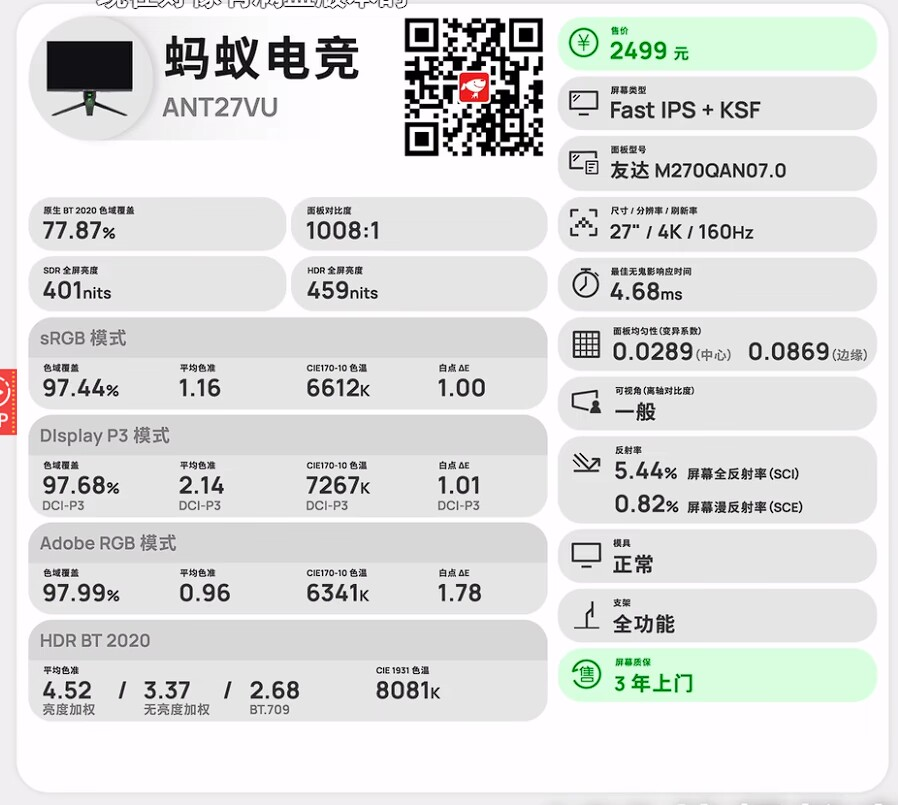 蚂蚁电竞
ANT27VU
售价
2499 元
屏幕类型
Fast IPS + KSF
面板型号
友达 M270QAN07.0
原生 BT 2020 色域覆盖
77.87%
面板对比度
1008:1
尺寸 / 分辨率 / 刷新率
27" / 4K / 160Hz
SDR 全屏亮度
401nits
HDR 全屏亮度
459nits
最佳无鬼影响应时间
4.68ms
面板均匀性(变异系数)
0.0289(中心) 0.0869(边缘)
可视角(离轴对比度)
一般
反射率
5.44% 屏幕全反射率(SCI)
0.82% 屏幕漫反射率(SCE)
模具
正常
支架
全功能
售
屏幕质保
3 年上门
sRGB 模式
色域覆盖 平均色准 CIE170-10 色温 白点 ΔE
97.44% 1.16 6612K 1.00
DIsplay P3 模式
色域覆盖 平均色准 CIE170-10 色温 白点 ΔE
97.68% 2.14 7267K 1.01
DCI-P3 DCI-P3 DCI-P3 DCI-P3
Adobe RGB 模式
色域覆盖 平均色准 CIE170-10 色温 白点 ΔE
97.99% 0.96 6341K 1.78
HDR BT 2020
平均色准 CIE 1931 色温
4.52 / 3.37 / 2.68 8081K
亮度加权 无亮度加权 BT.709